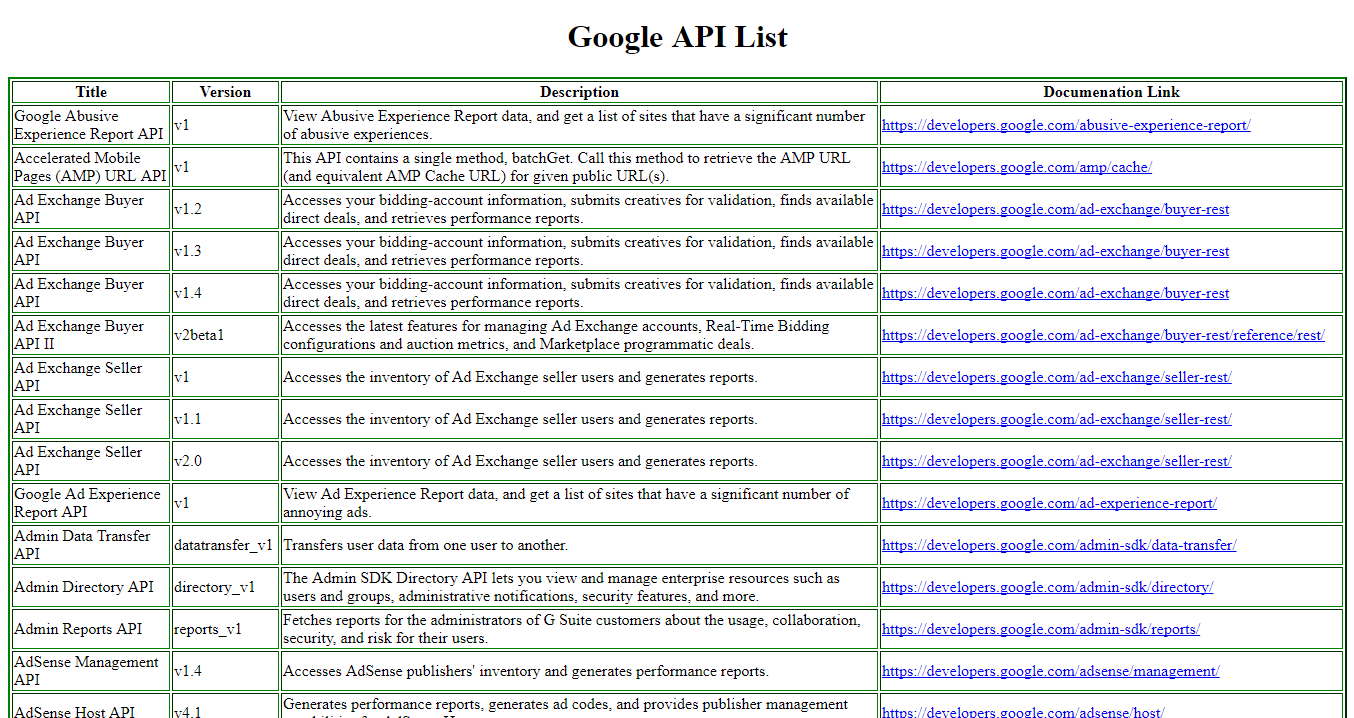 Google API List
Title Version Description Documenation Link
Google Abusive
Experience Report API
v1
View Abusive Experience Report data, and get a list of sites that have a significant number
of abusive experiences.
https://developers.google.com/abusive-experience-report/
Accelerated Mobile
Pages (AMP) URL API
v1
This API contains a single method, batchGet. Call this method to retrieve the AMP URL
(and equivalent AMP Cache URL) for given public URL(s).
https://developers.google.com/amp/cache/
Ad Exchange Buyer
API
v1.2
Accesses your bidding-account information, submits creatives for validation, finds available
direct deals, and retrieves performance reports.
https://developers.google.com/ad-exchange/buyer-rest
Ad Exchange Buyer
API
v1.3
Accesses your bidding-account information, submits creatives for validation, finds available
direct deals, and retrieves performance reports.
https://developers.google.com/ad-exchange/buyer-rest
Ad Exchange Buyer
API
v1.4
Accesses your bidding-account information, submits creatives for validation, finds available
direct deals, and retrieves performance reports.
https://developers.google.com/ad-exchange/buyer-rest
Ad Exchange Buyer
API II
v2beta1
Accesses the latest features for managing Ad Exchange accounts, Real-Time Bidding
configurations and auction metrics, and Marketplace programmatic deals.
https://developers.google.com/ad-exchange/buyer-rest/reference/rest/
Ad Exchange Seller
API
v1
Accesses the inventory of Ad Exchange seller users and generates reports.
https://developers.google.com/ad-exchange/seller-rest/
Ad Exchange Seller
API
v1.1
Accesses the inventory of Ad Exchange seller users and generates reports.
https://developers.google.com/ad-exchange/seller-rest/
Ad Exchange Seller
API
v2.0
Accesses the inventory of Ad Exchange seller users and generates reports.
https://developers.google.com/ad-exchange/seller-rest/
Google Ad Experience
Report API
v1
View Ad Experience Report data, and get a list of sites that have a significant number of
annoying ads.
https://developers.google.com/ad-experience-report/
Admin Data Transfer
API
datatransfer_v1
Transfers user data from one user to another.
https://developers.google.com/admin-sdk/data-transfer/
Admin Directory API
directory_v1
The Admin SDK Directory API lets you view and manage enterprise resources such as
users and groups, administrative notifications, security features, and more.
https://developers.google.com/admin-sdk/directory/
Admin Reports API
reports_v1
Fetches reports for the administrators of G Suite customers about the usage, collaboration,
security, and risk for their users.
https://developers.google.com/admin-sdk/reports/
AdSense Management
API
v1.4
Accesses AdSense publishers' inventory and generates performance reports.
https://developers.google.com/adsense/management/
AdSense Host API
v4.1
Generates performance reports, generates ad codes, and provides publisher management
https://developers.google.com/adsense/host/